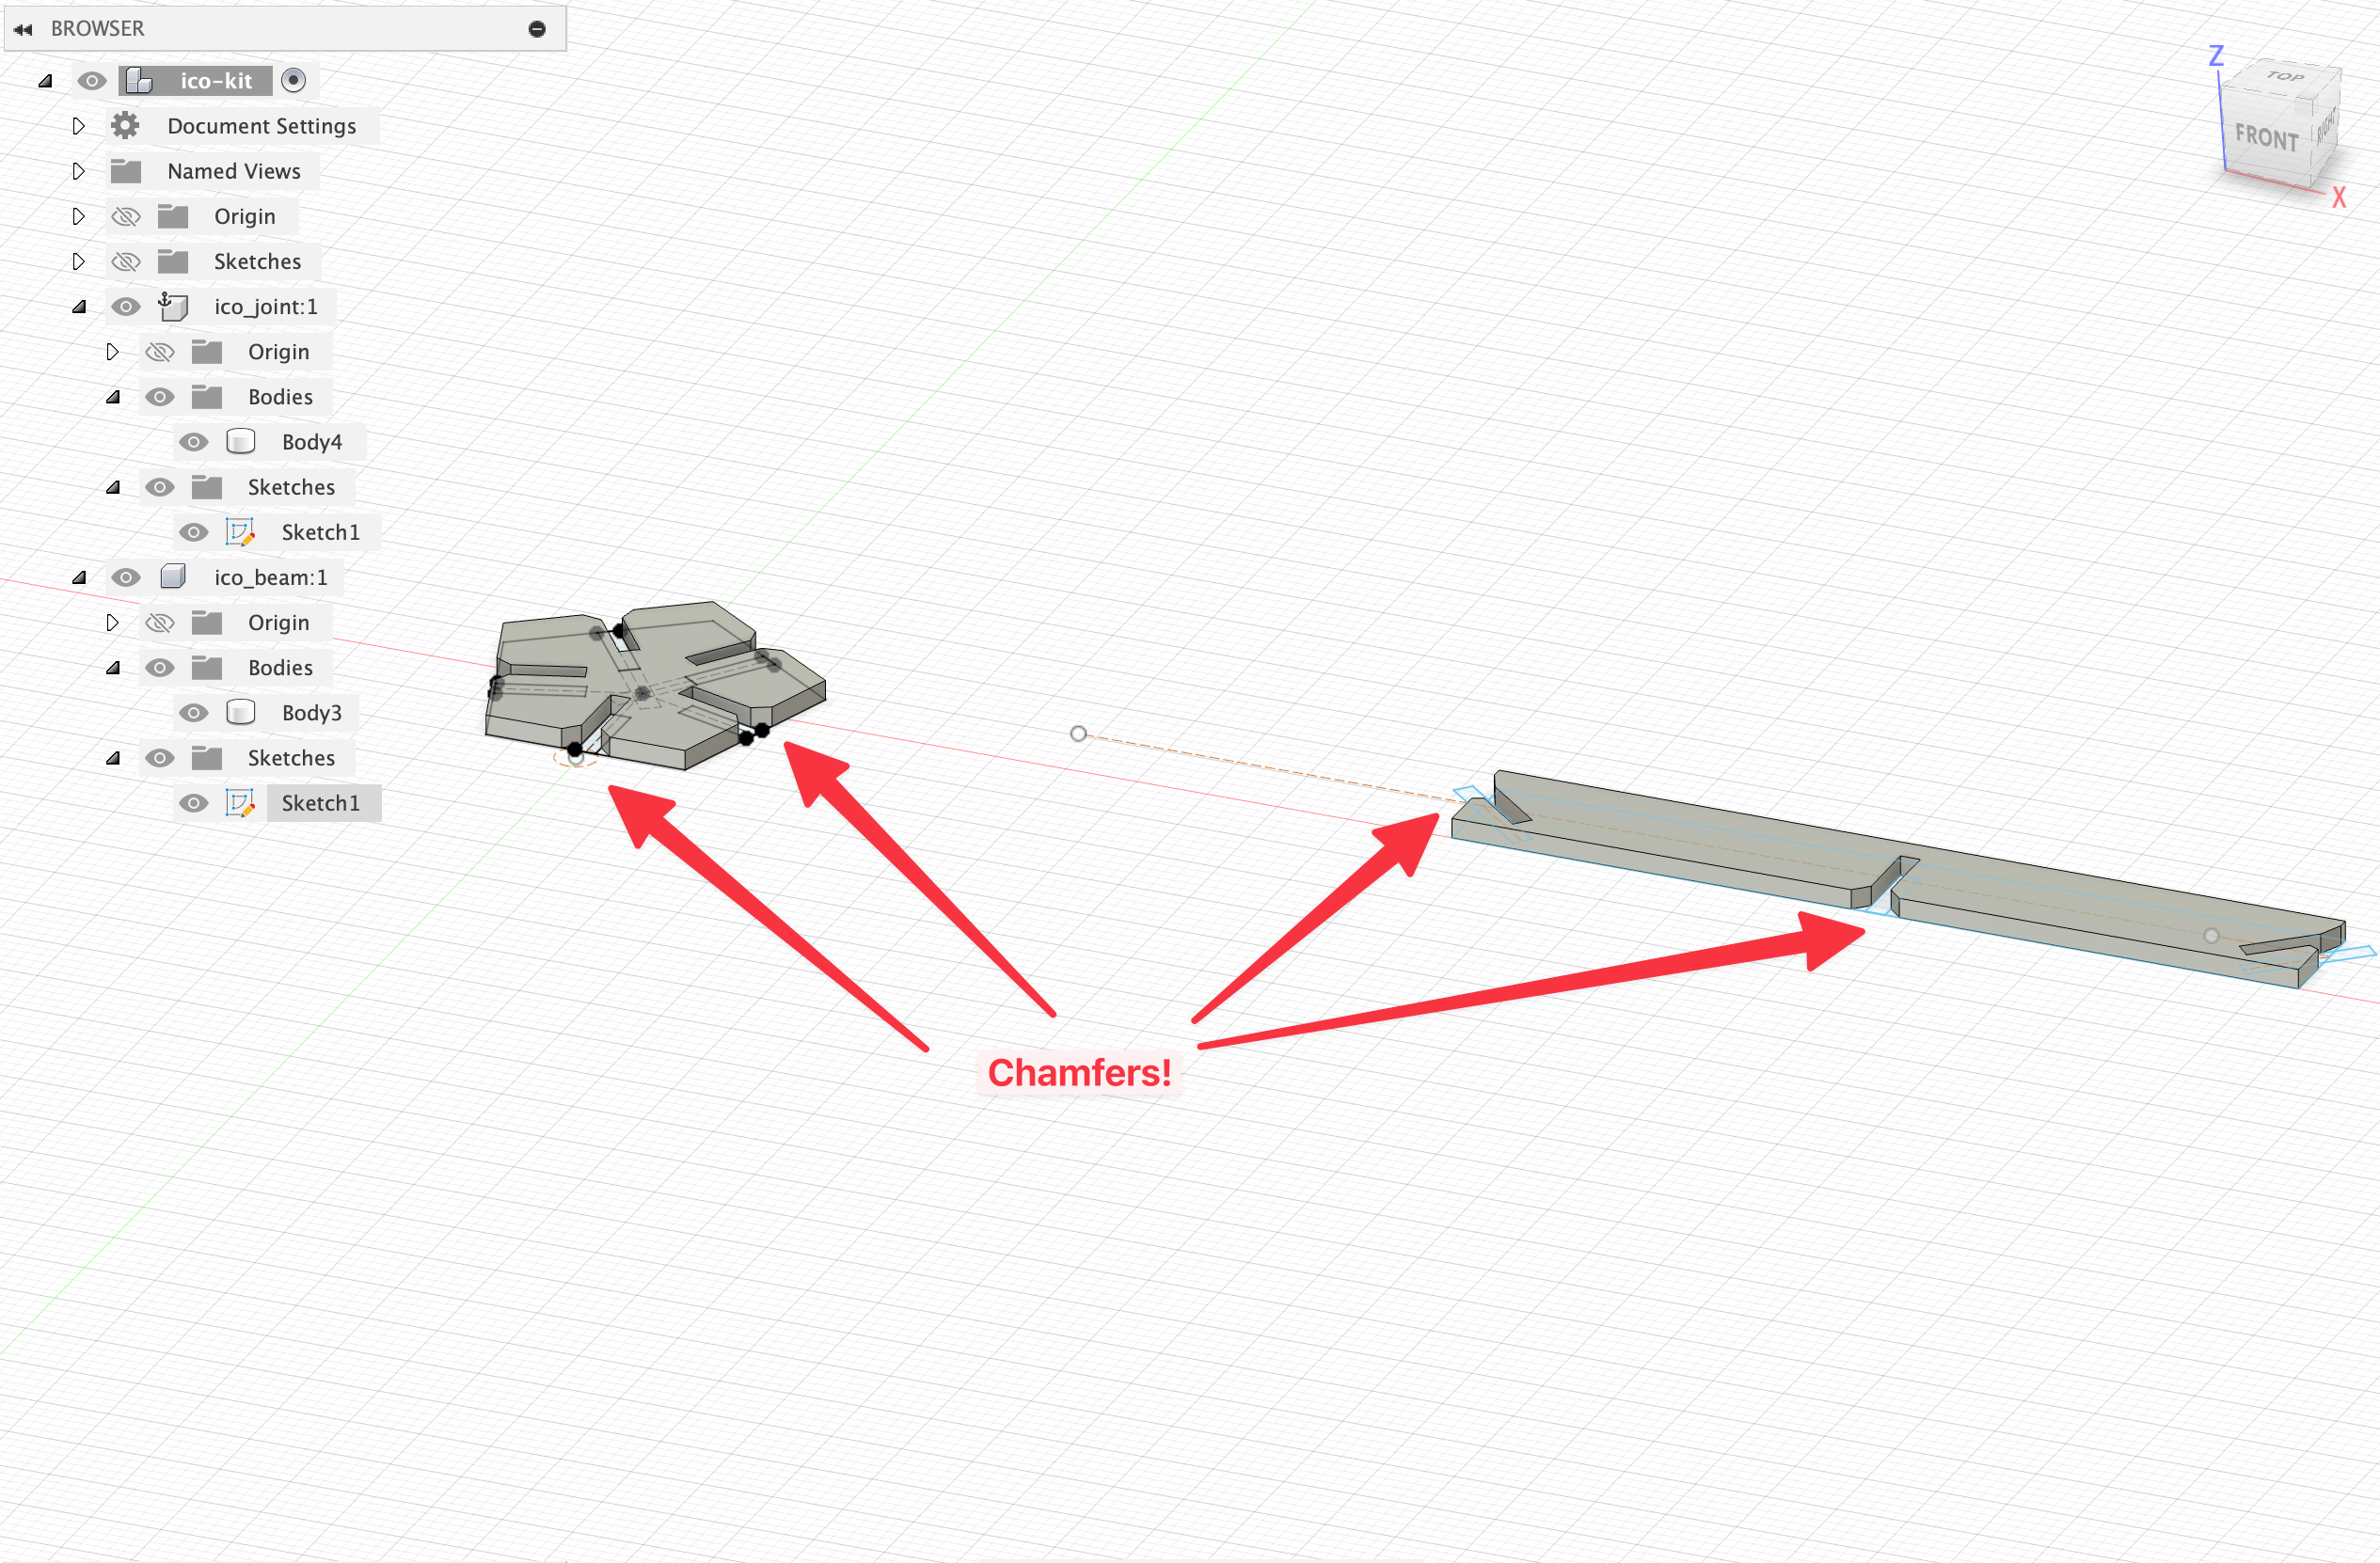 BROWSER
ico-kit
Document Settings
Named Views
Origin
Sketches
ico_joint:1
Origin
Bodies
Body4
Sketches
Sketch1
ico_beam:1
Origin
Bodies
Body3
Sketches
Sketch1
Z
TOP
FRONT
RIGHT
X
Chamfers!